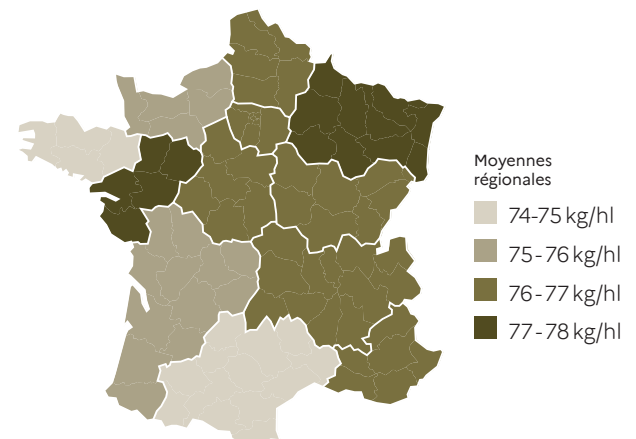 Moyennes
régionales
74-75 kg/hl
75-76 kg/hl
76-77 kg/hl
77-78 kg/hl